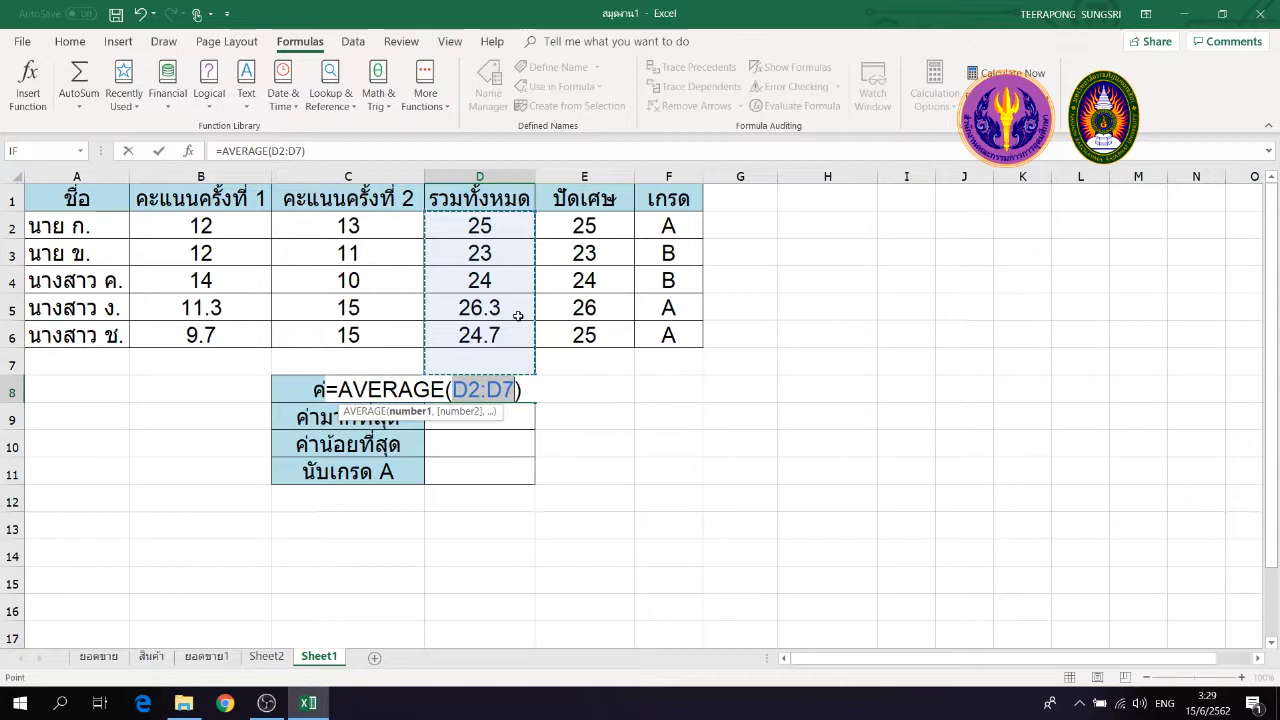 AutoSave Off
สมุดงาน1 - Excel
TEERAPONG SUNGSRI
File Home Insert Draw Page Layout Formulas Data Review View Help Tell me what you want to do
Share Comments
Insert Function
AutoSum
Recently Used
Financial
Logical
Text
Date & Time
Lookup & Reference
Math & Trig
More Functions
Function Library
Name Manager
Define Name
Use in Formula
Create from Selection
Defined Names
Trace Precedents
Trace Dependents
Remove Arrows
Show Formulas
Error Checking
Evaluate Formula
Formula Auditing
Watch Window
Calculation Options
Calculate Now
IF
=AVERAGE(D2:D7)
A B C D E F G H I J K L M N O
1 ชื่อ คะแนนครั้งที่ 1 คะแนนครั้งที่ 2 รวมทั้งหมด ปัดเศษ เกรด
2 นาย ก. 12 13 25 25 A
3 นาย ข. 12 11 23 23 B
4 นางสาว ค. 14 10 24 24 B
5 นางสาว ง. 11.3 15 26.3 26 A
6 นางสาว ช. 9.7 15 24.7 25 A
7
8 =AVERAGE(D2:D7)
AVERAGE(number1, [number2], ...)
9 ค่ามากที่สุด
10 ค่าน้อยที่สุด
11 นับเกรด A
12
13
14
15
16
17
ยอดขาย สินค้า ยอดขาย1 Sheet2 Sheet1
Point
100%
ENG
3:29
15/6/2562